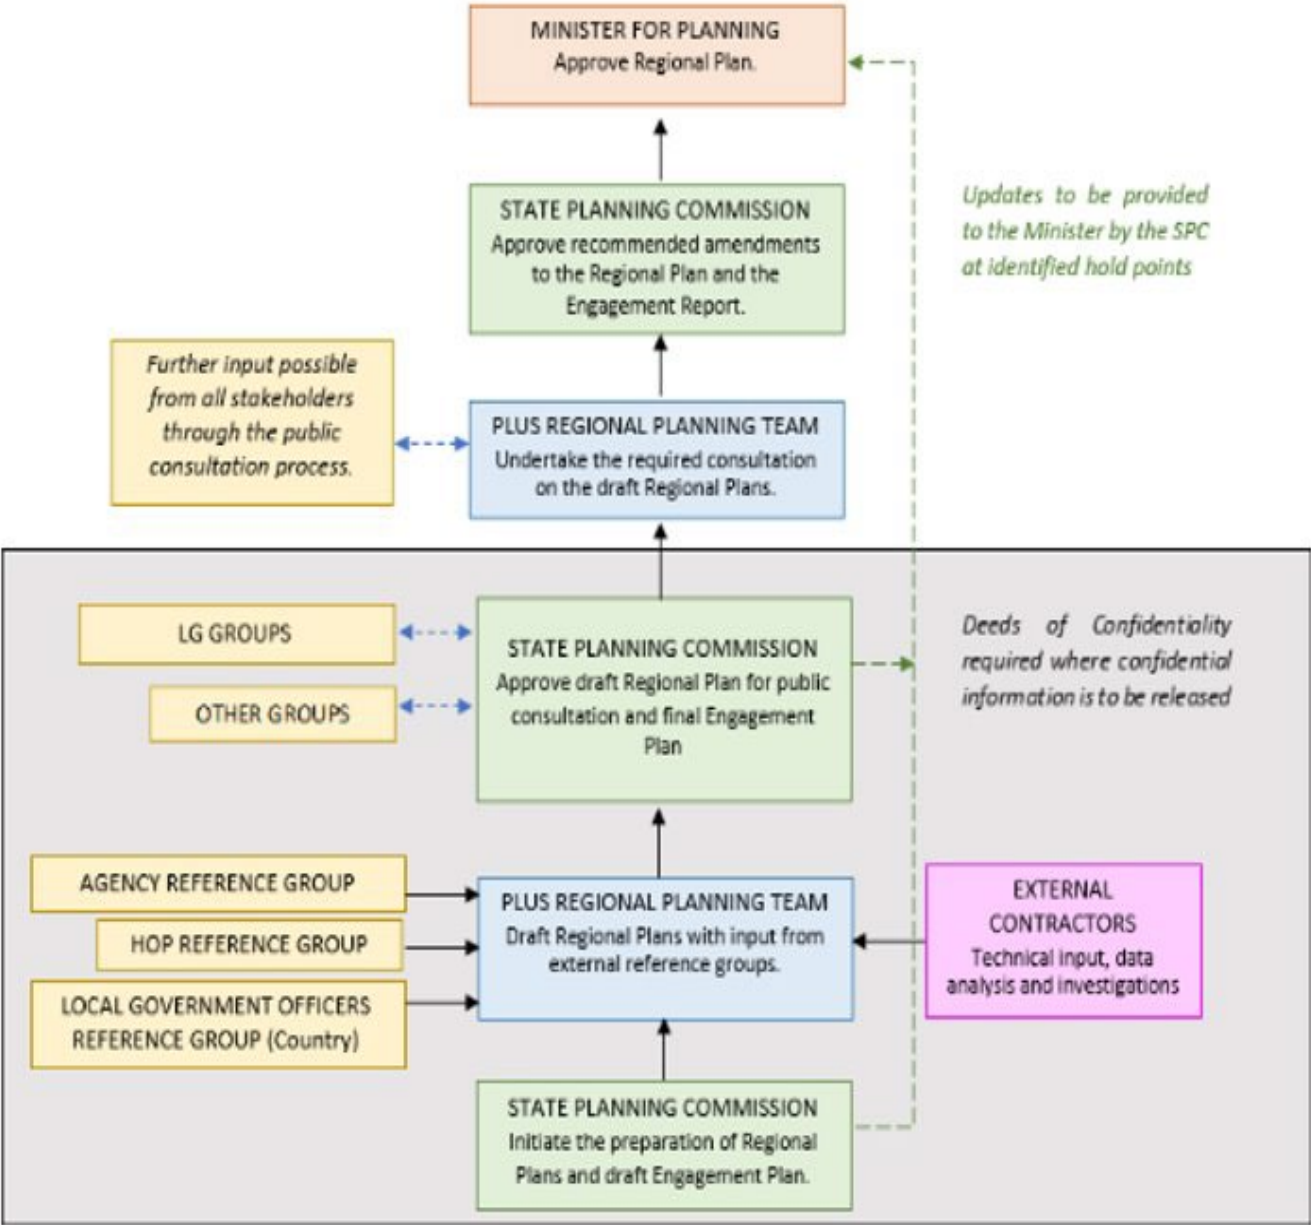 MINISTER FOR PLANNING
Approve Regional Plan.
STATE PLANNING COMMISSION
Approve recommended amendments
to the Regional Plan and the
Engagement Report.
Updates to be provided
to the Minister by the SPC
at identified hold points
Further input possible
from all stakeholders
through the public
consultation process.
PLUS REGIONAL PLANNING TEAM
Undertake the required consultation
on the draft Regional Plans.
LG GROUPS
OTHER GROUPS
STATE PLANNING COMMISSION
Approve draft Regional Plan for public
consultation and final Engagement
Plan
Deeds of Confidentiality
required where confidential
information is to be released
AGENCY REFERENCE GROUP
HOP REFERENCE GROUP
LOCAL GOVERNMENT OFFICERS
REFERENCE GROUP (Country)
PLUS REGIONAL PLANNING TEAM
Draft Regional Plans with input from
external reference groups.
EXTERNAL
CONTRACTORS
Technical input, data
analysis and investigations
STATE PLANNING COMMISSION
Initiate the preparation of Regional
Plans and draft Engagement Plan.